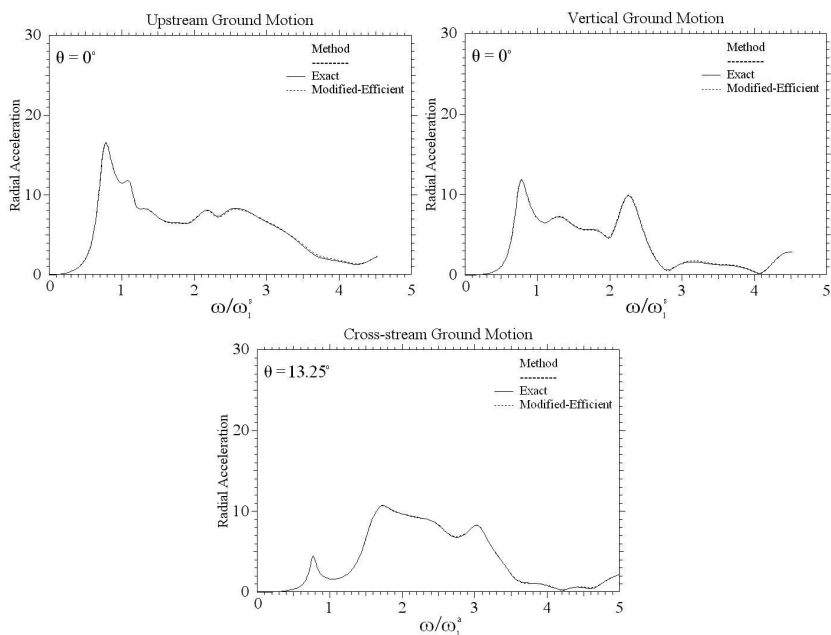 Upstream Ground Motion
30
20
10
0
Radial Acceleration
θ = 0°
Method
---------
Exact
Modified-Efficient
0 1 2 3 4 5
ω/ω₁ˢ
Vertical Ground Motion
30
20
10
0
Radial Acceleration
θ = 0°
Method
---------
Exact
Modified-Efficient
0 1 2 3 4 5
ω/ω₁ˢ
Cross-stream Ground Motion
30
20
10
0
Radial Acceleration
θ = 13.25°
Method
---------
Exact
Modified-Efficient
0 1 2 3 4 5
ω/ω₁ᵃ